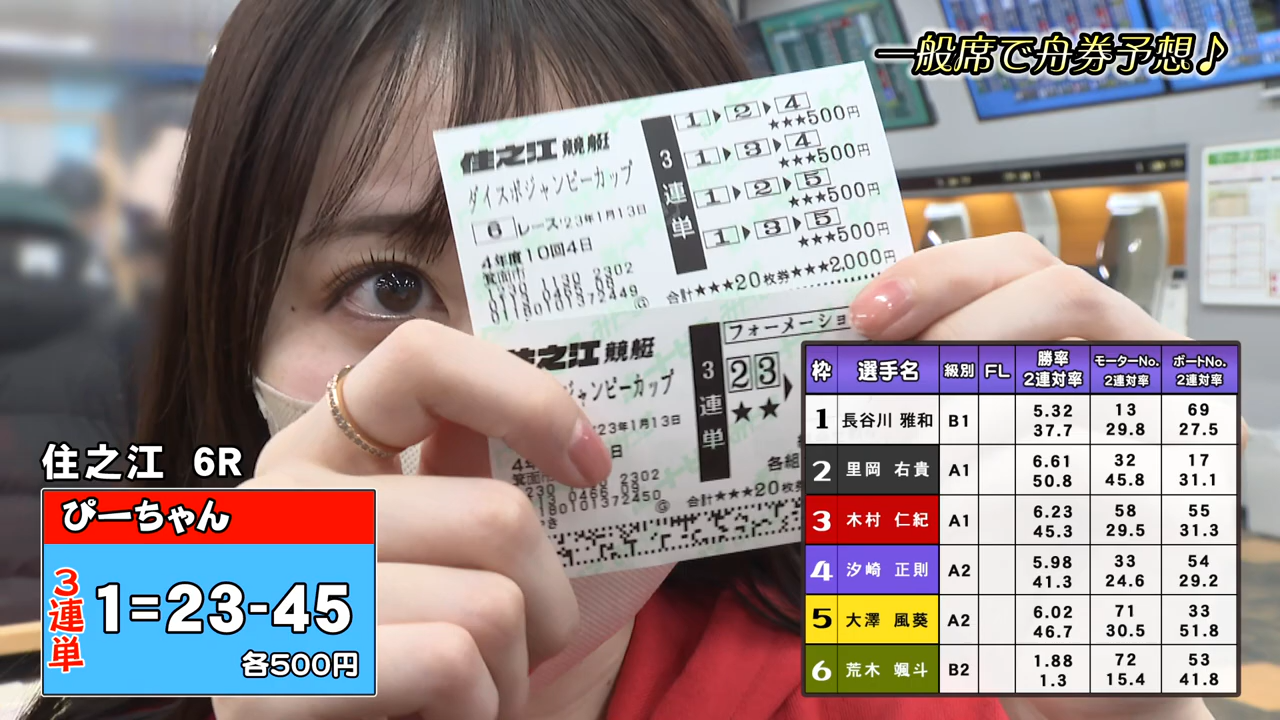 一般席で舟券予想♪
住之江競艇
ダイスポジャンピーカップ
6 レース'23年1月13日
4年度10回4日
箕面市
01180101372449
3連単
1▶2▶4
★★★500円
1▶3▶4
★★★500円
1▶2▶5
★★★500円
1▶3▶5
★★★500円
合計★★★20枚券★★★2,000円
住之江競艇
ジャンピーカップ
23年1月13日
3連単
フォーメーショ
23
★★
各組
合計★★★20枚券
住之江 6R
ぴーちゃん
3連単
1=23-45
各500円
枠 選手名 級別 FL 勝率 2連対率 モーターNo. 2連対率 ボートNo. 2連対率
1 長谷川 雅和 B1 5.32 37.7 13 29.8 69 27.5
2 里岡 右貴 A1 6.61 50.8 32 45.8 17 31.1
3 木村 仁紀 A1 6.23 45.3 58 29.5 55 31.3
4 汐崎 正則 A2 5.98 41.3 33 24.6 54 29.2
5 大澤 風葵 A2 6.02 46.7 71 30.5 33 51.8
6 荒木 颯斗 B2 1.88 1.3 72 15.4 53 41.8